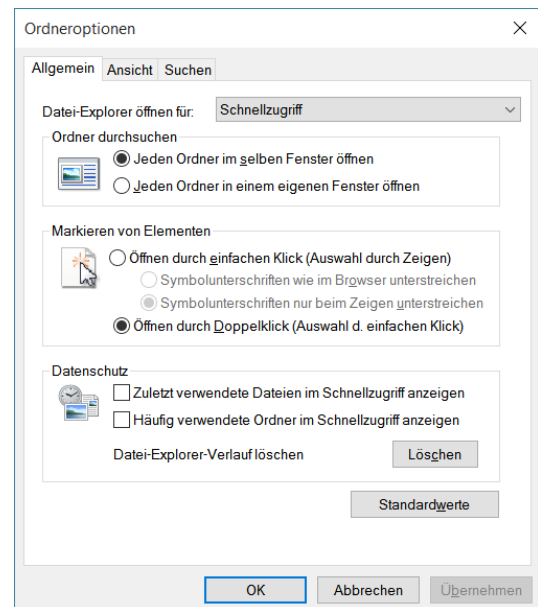 Ordneroptionen
Allgemein Ansicht Suchen
Datei-Explorer öffnen für: Schnellzugriff
Ordner durchsuchen
Jeden Ordner im selben Fenster öffnen
Jeden Ordner in einem eigenen Fenster öffnen
Markieren von Elementen
Öffnen durch einfachen Klick (Auswahl durch Zeigen)
Symbolunterschriften wie im Browser unterstreichen
Symbolunterschriften nur beim Zeigen unterstreichen
Öffnen durch Doppelklick (Auswahl d. einfachen Klick)
Datenschutz
Zuletzt verwendete Dateien im Schnellzugriff anzeigen
Häufig verwendete Ordner im Schnellzugriff anzeigen
Datei-Explorer-Verlauf löschen Löschen
Standardwerte
OK Abbrechen Übernehmen